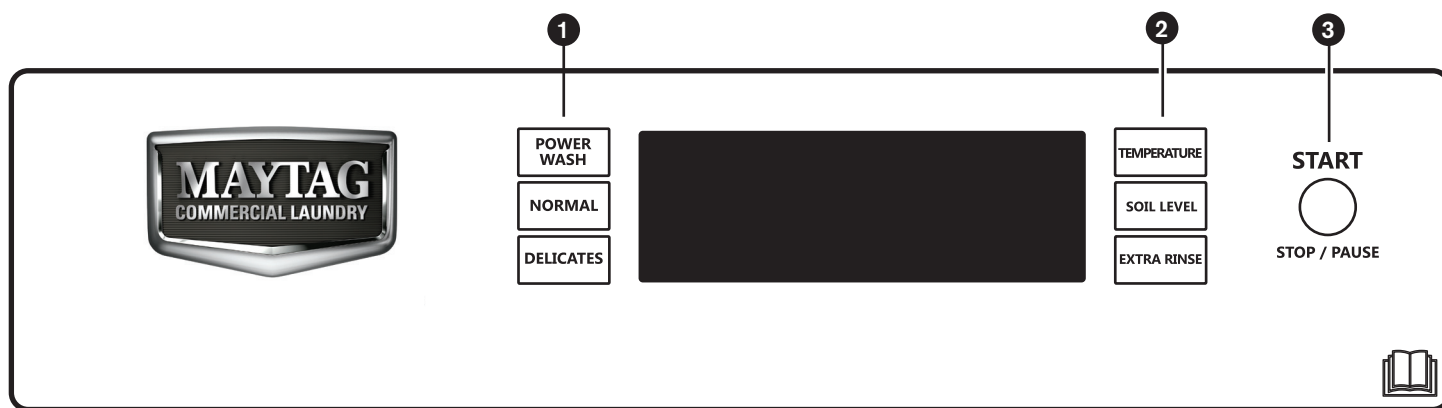 1
2
3
MAYTAG
COMMERCIAL LAUNDRY
POWER
WASH
NORMAL
DELICATES
TEMPERATURE
SOIL LEVEL
EXTRA RINSE
START
STOP / PAUSE